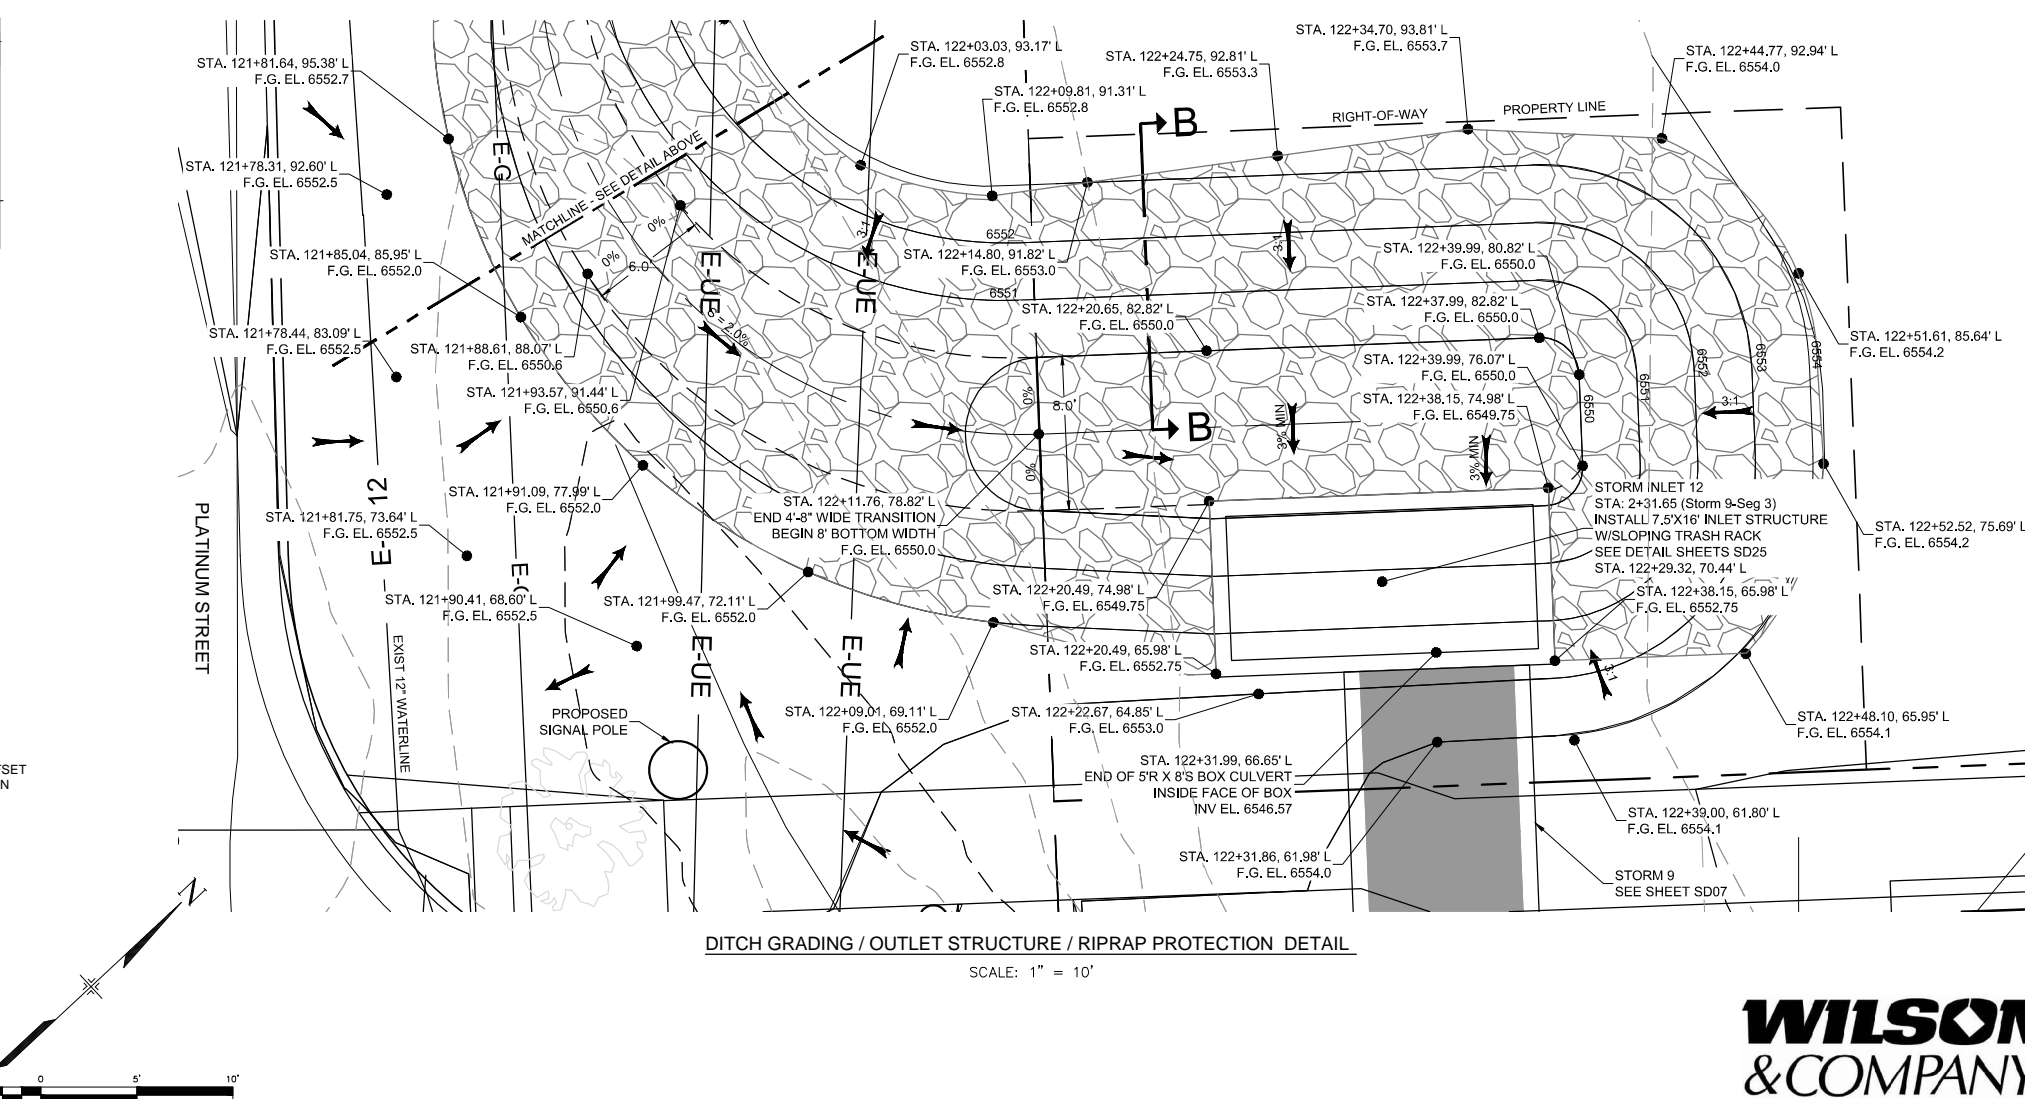 STA. 121+81.64, 95.38' L
F.G. EL. 6552.7
STA. 122+03.03, 93.17' L
F.G. EL. 6552.8
STA. 122+24.75, 92.81' L
F.G. EL. 6553.3
STA. 122+34.70, 93.81' L
F.G. EL. 6553.7
STA. 122+44.77, 92.94' L
F.G. EL. 6554.0
STA. 122+09.81, 91.31' L
F.G. EL. 6552.8
B
RIGHT-OF-WAY
PROPERTY LINE
STA. 121+78.31, 92.60' L
F.G. EL. 6552.5
E-G
MATCHLINE - SEE DETAIL ABOVE
0%
0%
6.0'
3:1
6552
3:1
STA. 121+85.04, 85.95' L
F.G. EL. 6552.0
E-UE
E-UE
STA. 122+14.80, 91.82' L
F.G. EL. 6553.0
STA. 122+39.99, 80.82' L
F.G. EL. 6550.0
6551
STA. 122+20.65, 82.82' L
F.G. EL. 6550.0
STA. 122+37.99, 82.82' L
F.G. EL. 6550.0
S = 2.0%
STA. 121+78.44, 83.09' L
F.G. EL. 6552.5
STA. 121+88.61, 88.07' L
F.G. EL. 6550.6
STA. 122+39.99, 76.07' L
F.G. EL. 6550.0
6551
6552
6553
6554
STA. 122+51.61, 85.64' L
F.G. EL. 6554.2
STA. 121+93.57, 91.44' L
F.G. EL. 6550.6
0%
8.0'
STA. 122+38.15, 74.98' L
F.G. EL. 6549.75
6550
3:1
B
3% MIN
3% MIN
0%
PLATINUM STREET
E-12
STA. 121+91.09, 77.99' L
F.G. EL. 6552.0
STA. 122+11.76, 78.82' L
END 4'-8" WIDE TRANSITION
BEGIN 8' BOTTOM WIDTH
F.G. EL. 6550.0
STORM INLET 12
STA: 2+31.65 (Storm 9-Seg 3)
INSTALL 7.5'X16' INLET STRUCTURE
W/SLOPING TRASH RACK
SEE DETAIL SHEETS SD25
STA. 122+29.32, 70.44' L
STA. 122+52.52, 75.69' L
F.G. EL. 6554.2
STA. 121+81.75, 73.64' L
F.G. EL. 6552.5
STA. 121+90.41, 68.60' L
F.G. EL. 6552.5
STA. 121+99.47, 72.11' L
F.G. EL. 6552.0
STA. 122+20.49, 74.98' L
F.G. EL. 6549.75
STA. 122+38.15, 65.98' L
F.G. EL. 6552.75
EXIST 12" WATERLINE
E-UE
E-UE
STA. 122+20.49, 65.98' L
F.G. EL. 6552.75
3:1
PROPOSED
SIGNAL POLE
STA. 122+09.01, 69.11' L
F.G. EL. 6552.0
STA. 122+22.67, 64.85' L
F.G. EL. 6553.0
STA. 122+48.10, 65.95' L
F.G. EL. 6554.1
STA. 122+31.99, 66.65' L
END OF 5'R X 8'S BOX CULVERT
INSIDE FACE OF BOX
INV EL. 6546.57
STA. 122+39.00, 61.80' L
F.G. EL. 6554.1
STA. 122+31.86, 61.98' L
F.G. EL. 6554.0
STORM 9
SEE SHEET SD07
N
DITCH GRADING / OUTLET STRUCTURE / RIPRAP PROTECTION DETAIL
SCALE: 1" = 10'
0 5' 10'
WILSON
&COMPANY